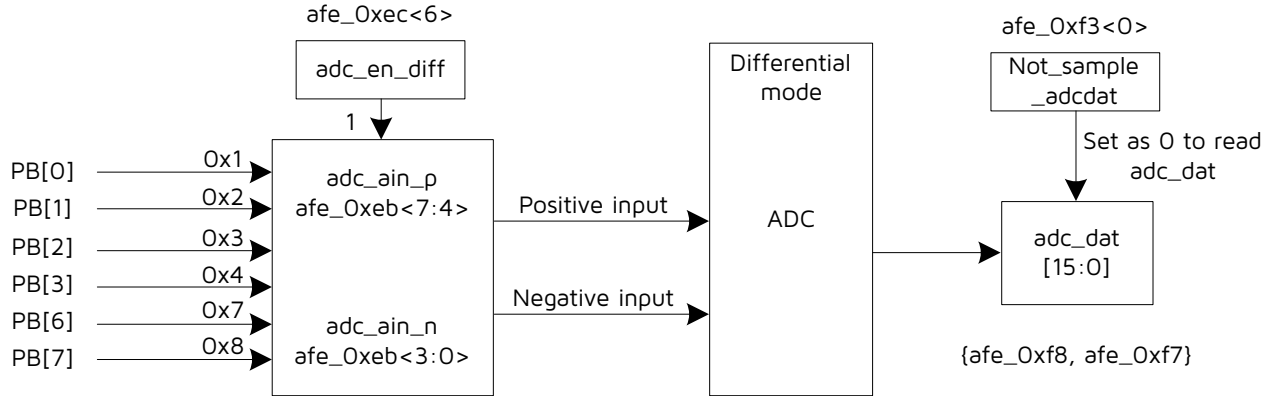 afe_0xec<6>
adc_en_diff
1
PB[0] 0x1
PB[1] 0x2
PB[2] 0x3
PB[3] 0x4
PB[6] 0x7
PB[7] 0x8
adc_ain_p
afe_0xeb<7:4>
adc_ain_n
afe_0xeb<3:0>
Positive input
Negative input
Differential
mode
ADC
afe_0xf3<0>
Not_sample
_adcdat
Set as 0 to read
adc_dat
adc_dat
[15:0]
{afe_0xf8, afe_0xf7}